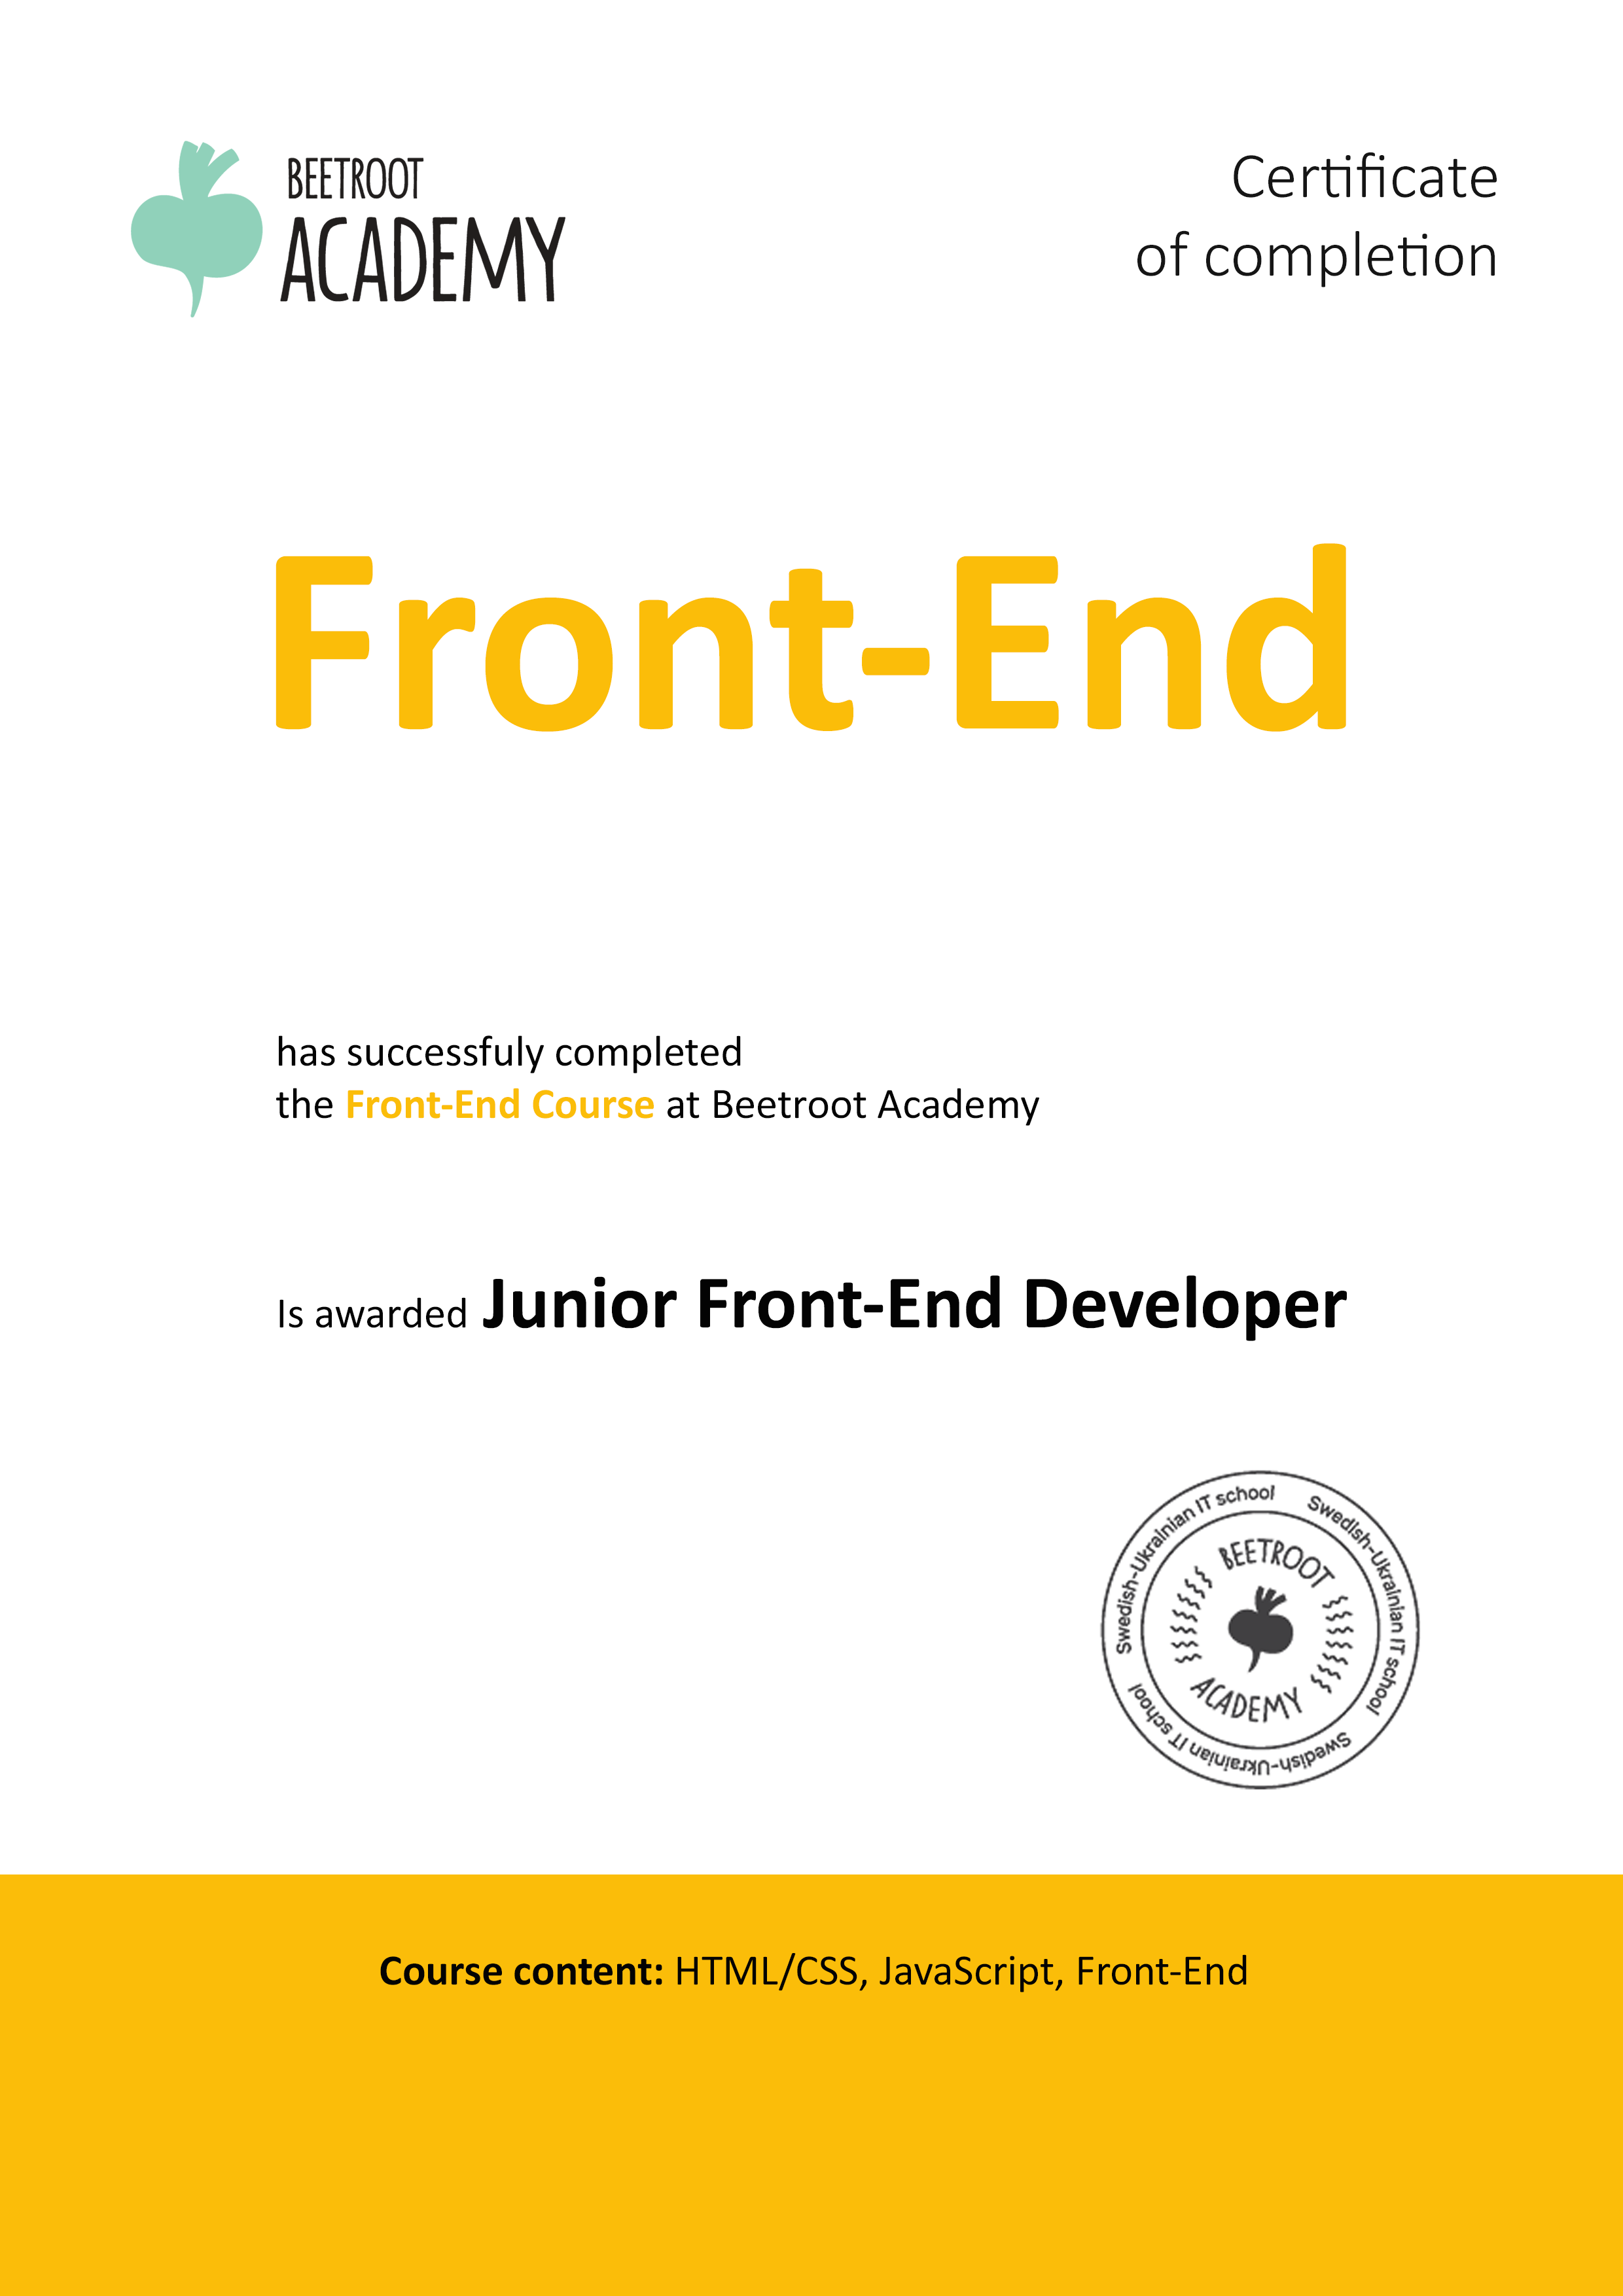 BEETROOT
ACADEMY
Certificate
of completion
Front-End
has successfuly completed
the Front-End Course at Beetroot Academy
Is awarded Junior Front-End Developer
Swedish-Ukrainian IT school Swedish-Ukrainian IT school Swedish-Ukrainian IT school
BEETROOT
ACADEMY
Course content: HTML/CSS, JavaScript, Front-End